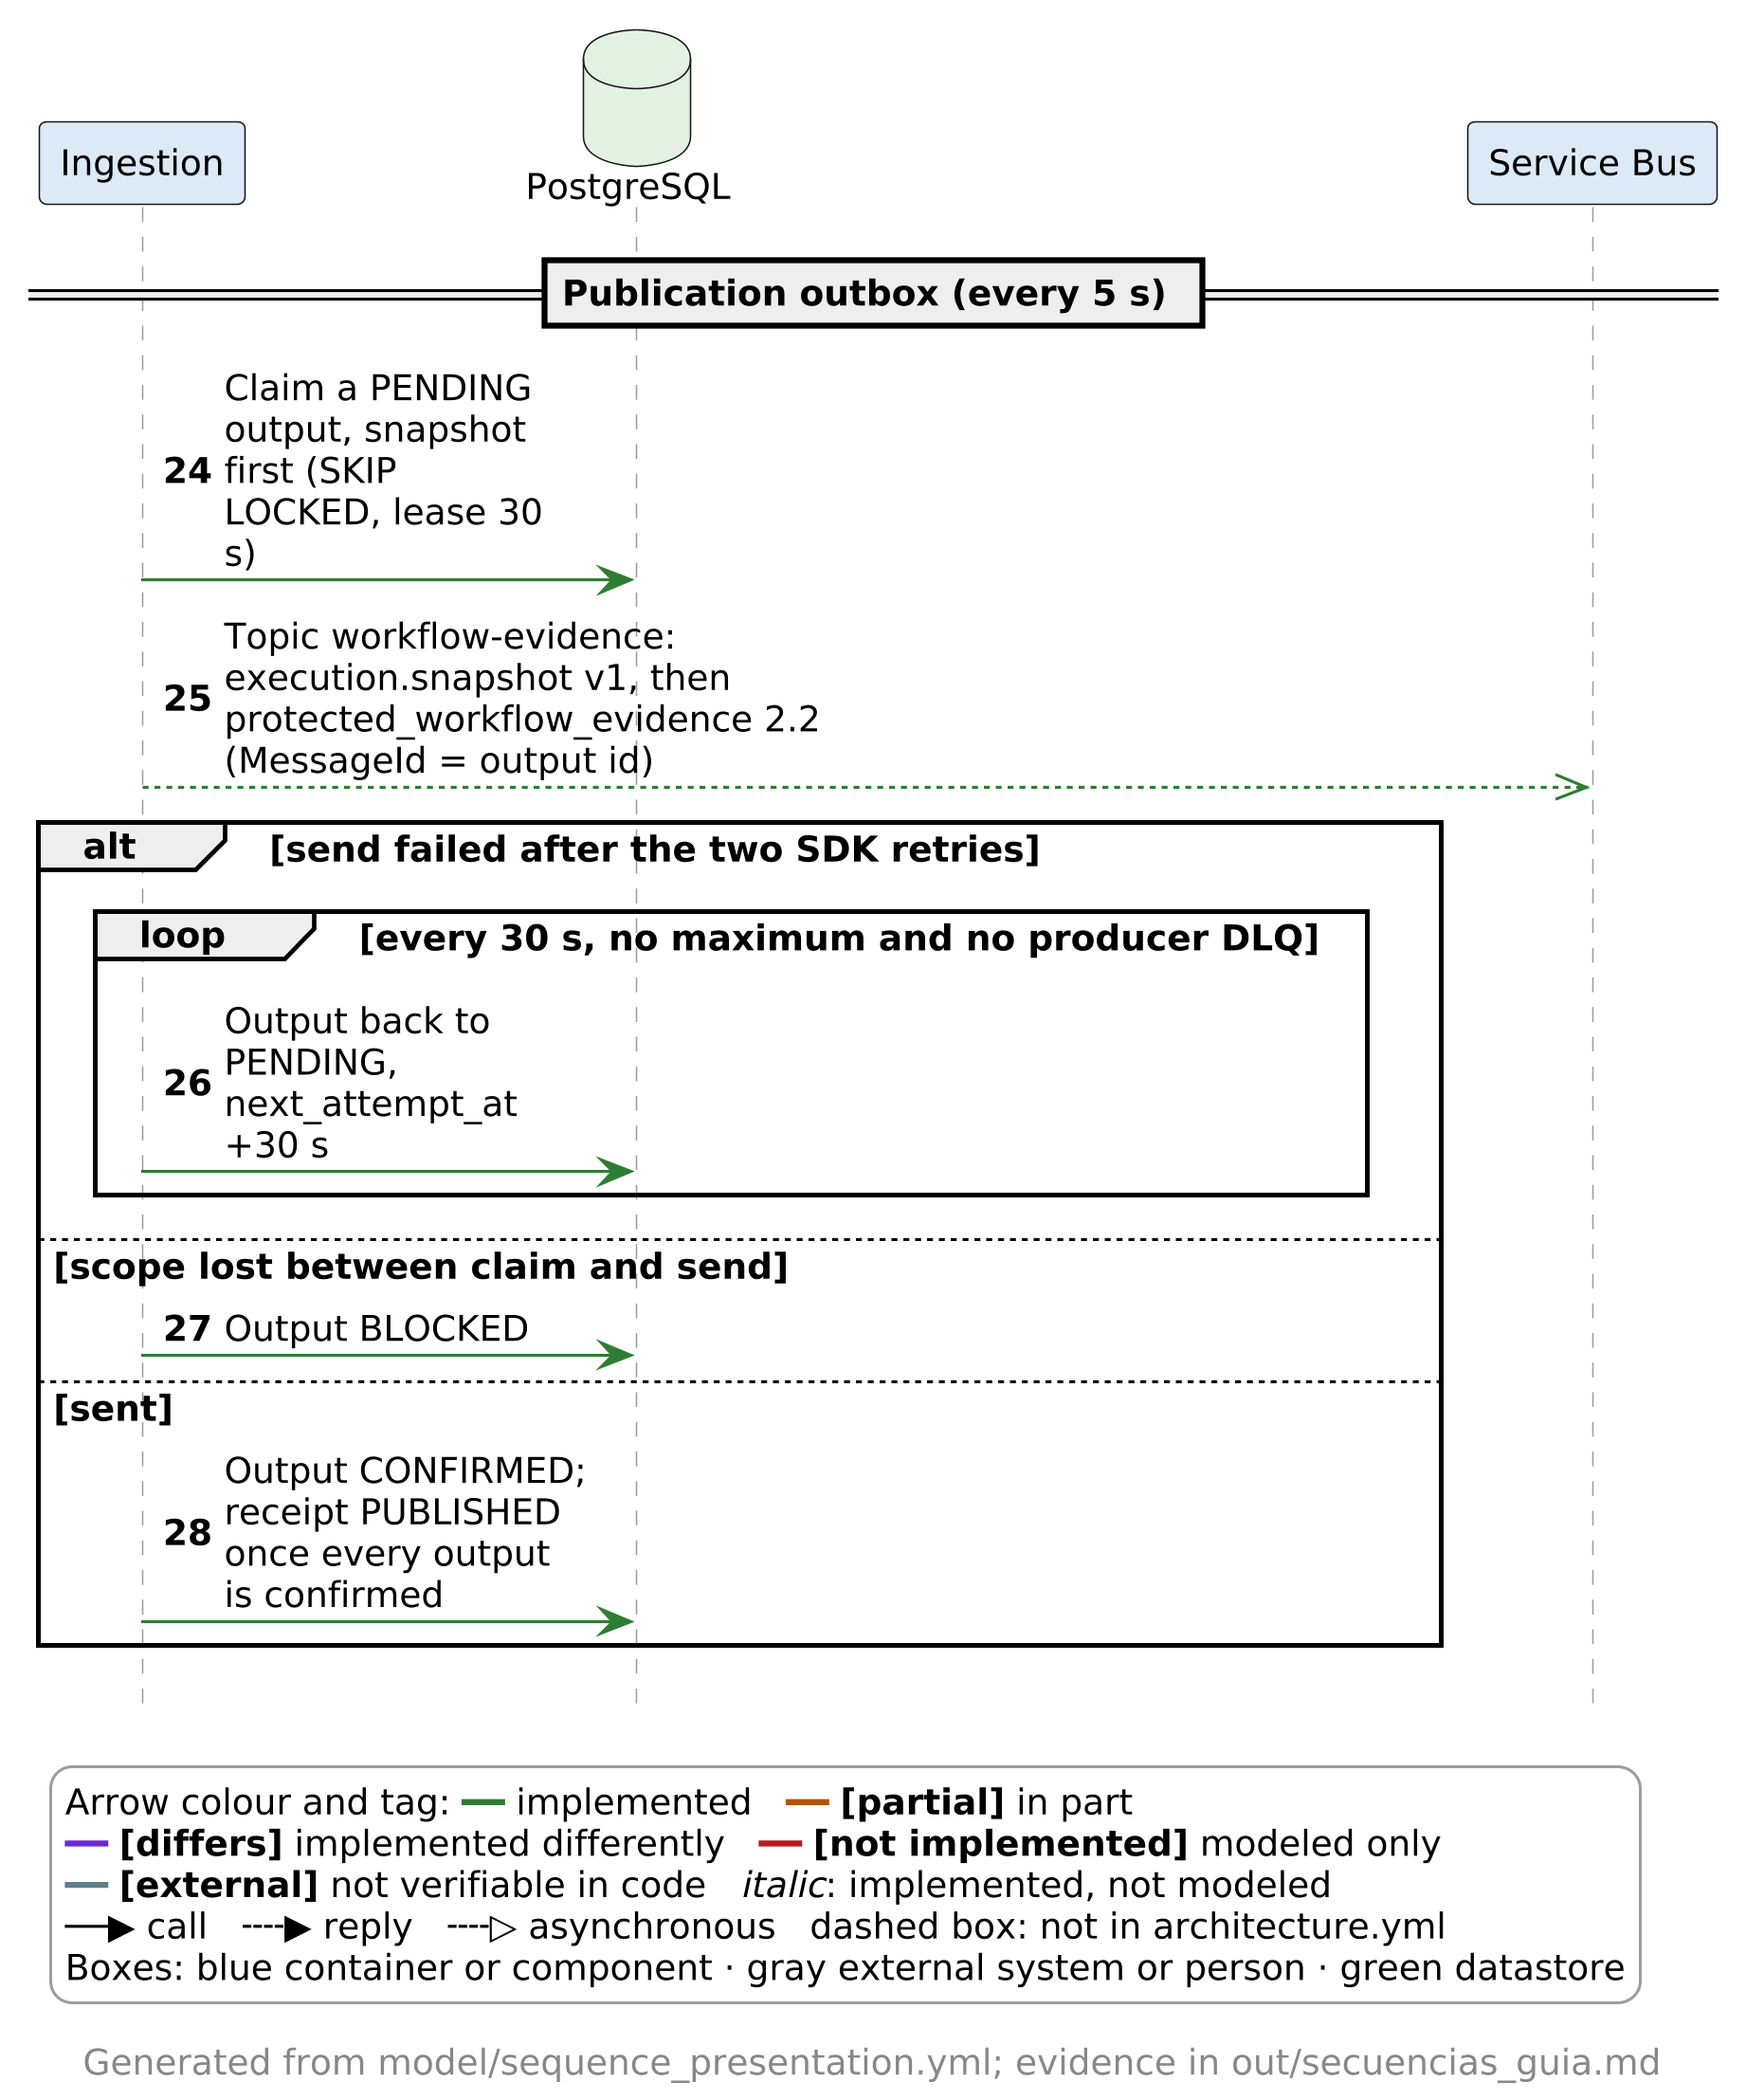 Ingestion
PostgreSQL
Service Bus
Publication outbox (every 5 s)
Claim a PENDING
output, snapshot
24 first (SKIP
LOCKED, lease 30
s)
Topic workflow-evidence:
execution.snapshot v1, then
25 protected_workflow_evidence 2.2
(MessageId = output id)
alt [send failed after the two SDK retries]
loop [every 30 s, no maximum and no producer DLQ]
Output back to
PENDING,
26 next_attempt_at
+30 s
[scope lost between claim and send]
27 Output BLOCKED
[sent]
Output CONFIRMED;
receipt PUBLISHED
28 once every output
is confirmed
Arrow colour and tag: implemented [partial] in part
[differs] implemented differently [not implemented] modeled only
[external] not verifiable in code italic: implemented, not modeled
call reply asynchronous dashed box: not in architecture.yml
Boxes: blue container or component · gray external system or person · green datastore
Generated from model/sequence_presentation.yml; evidence in out/secuencias_guia.md